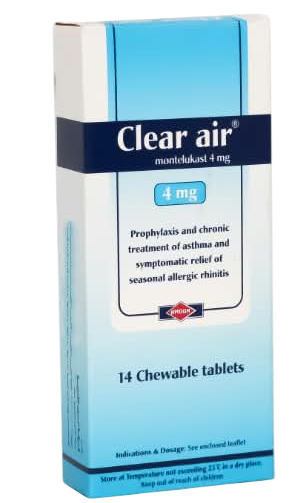 Clear air®
montelukast 4 mg
4 mg
Prophylaxis and chronic
treatment of asthma and
symptomatic relief of
seasonal allergic rhinitis
14 Chewable tablets
Indications & Dosage: See enclosed leaflet
Store at Temperature not exceeding 25°C in a dry place.
Keep out of reach of children